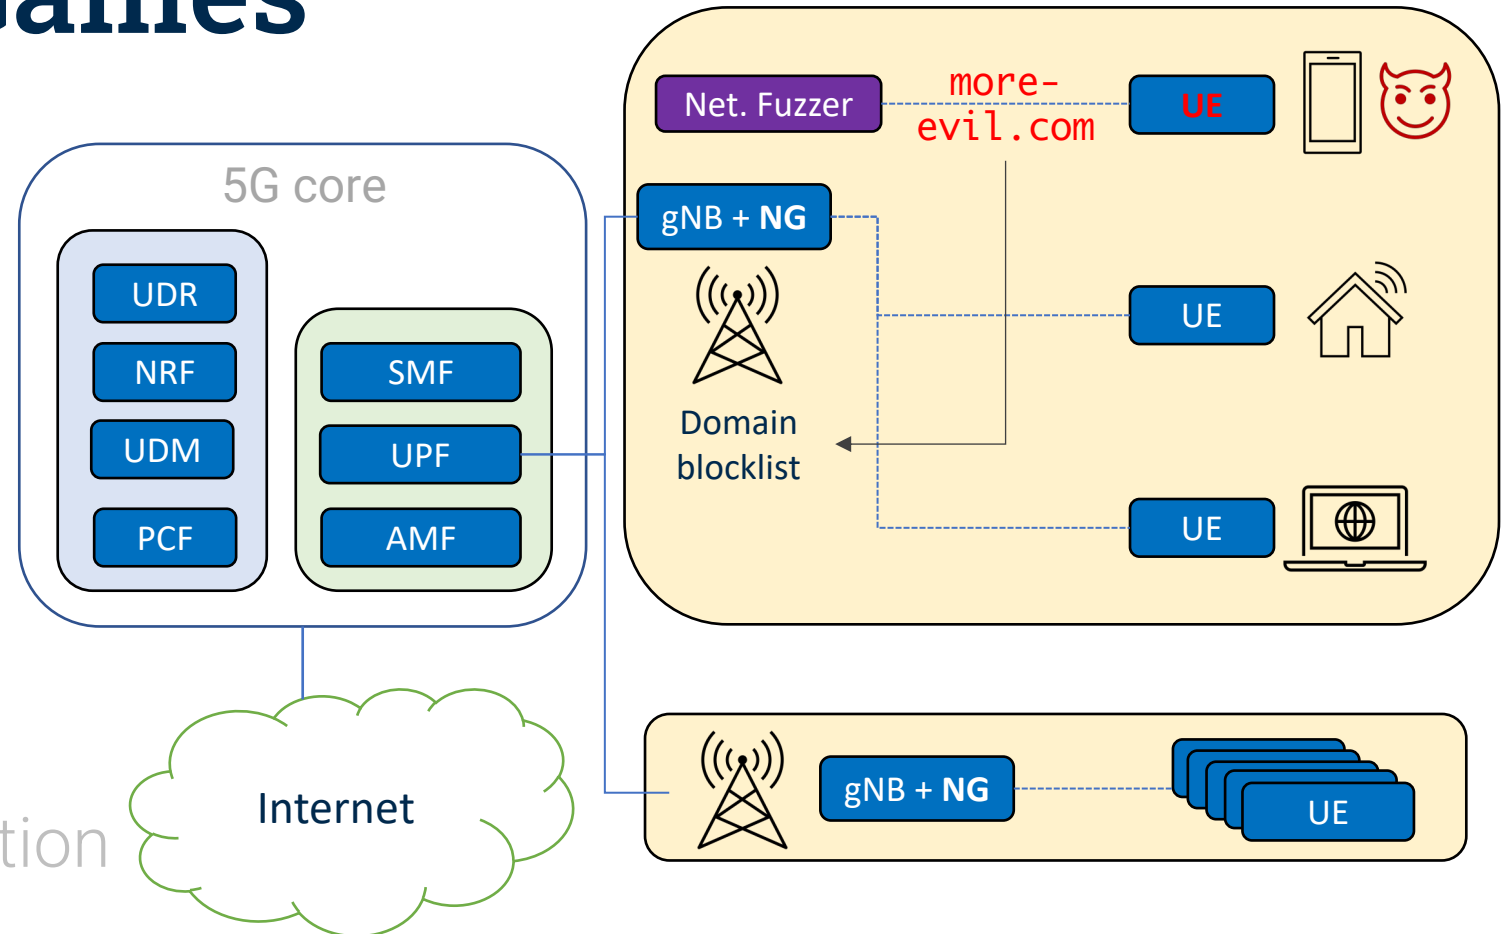 5G core
UDR
NRF
UDM
PCF
SMF
UPF
AMF
Internet
Net. Fuzzer
more-
evil.com
UE
gNB + NG
Domain
blocklist
UE
UE
gNB + NG
UE